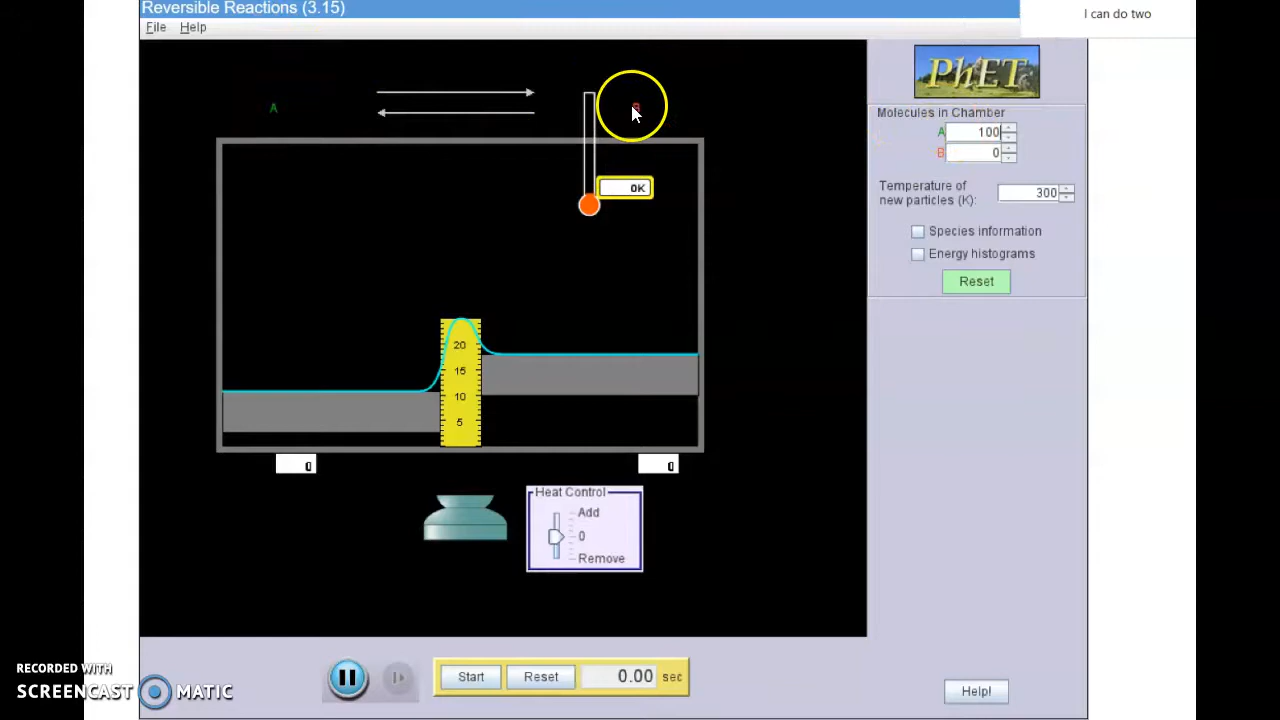 Reversible Reactions (3.15)
I can do two
File Help
PhET
A
B
Molecules in Chamber
A 100
B 0
0K
Temperature of
new particles (K): 300
Species information
Energy histograms
Reset
20
15
10
5
0 0
Heat Control
Add
0
Remove
RECORDED WITH
SCREENCAST MATIC
Start Reset 0.00 sec
Help!